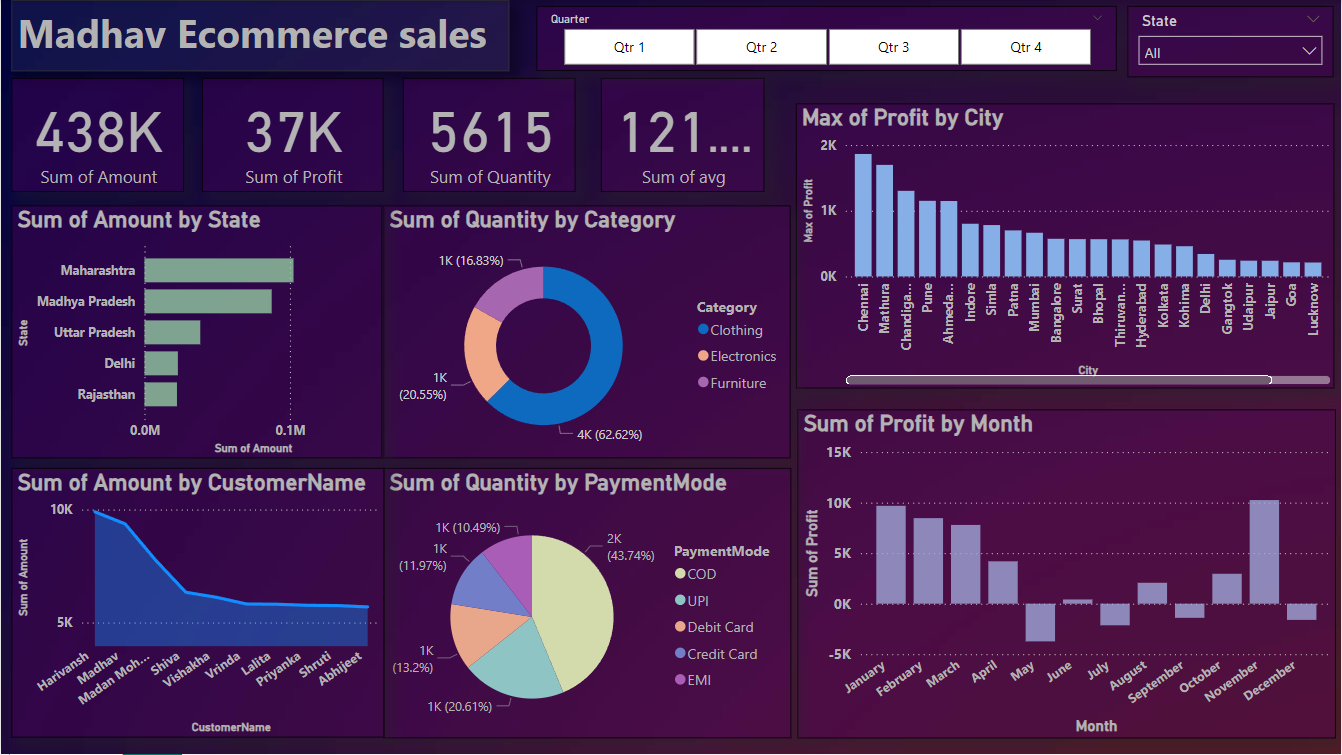 Madhav Ecommerce sales
Quarter
Qtr 1
Qtr 2
Qtr 3
Qtr 4
State
All
438K
Sum of Amount
37K
Sum of Profit
5615
Sum of Quantity
121....
Sum of avg
Sum of Amount by State
Maharashtra
Madhya Pradesh
Uttar Pradesh
Delhi
Rajasthan
State
0.0M
0.1M
Sum of Amount
Sum of Quantity by Category
1K (16.83%)
1K
(20.55%)
4K (62.62%)
Category
Clothing
Electronics
Furniture
Max of Profit by City
2K
1K
0K
Max of Profit
Chennai
Mathura
Chandiga...
Pune
Ahmeda...
Indore
Simla
Patna
Mumbai
Bangalore
Surat
Bhopal
Thiruvan...
Hyderabad
Kolkata
Kohima
Delhi
Gangtok
Udaipur
Jaipur
Goa
Lucknow
City
Sum of Amount by CustomerName
10K
5K
Sum of Amount
Harivansh
Madhav
Madan Moh...
Shiva
Vishakha
Vrinda
Lalita
Priyanka
Shruti
Abhijeet
CustomerName
Sum of Quantity by PaymentMode
1K (10.49%)
1K
(11.97%)
1K
(13.2%)
1K (20.61%)
2K
(43.74%)
PaymentMode
COD
UPI
Debit Card
Credit Card
EMI
Sum of Profit by Month
15K
10K
5K
0K
-5K
Sum of Profit
January
February
March
April
May
June
July
August
September
October
November
December
Month